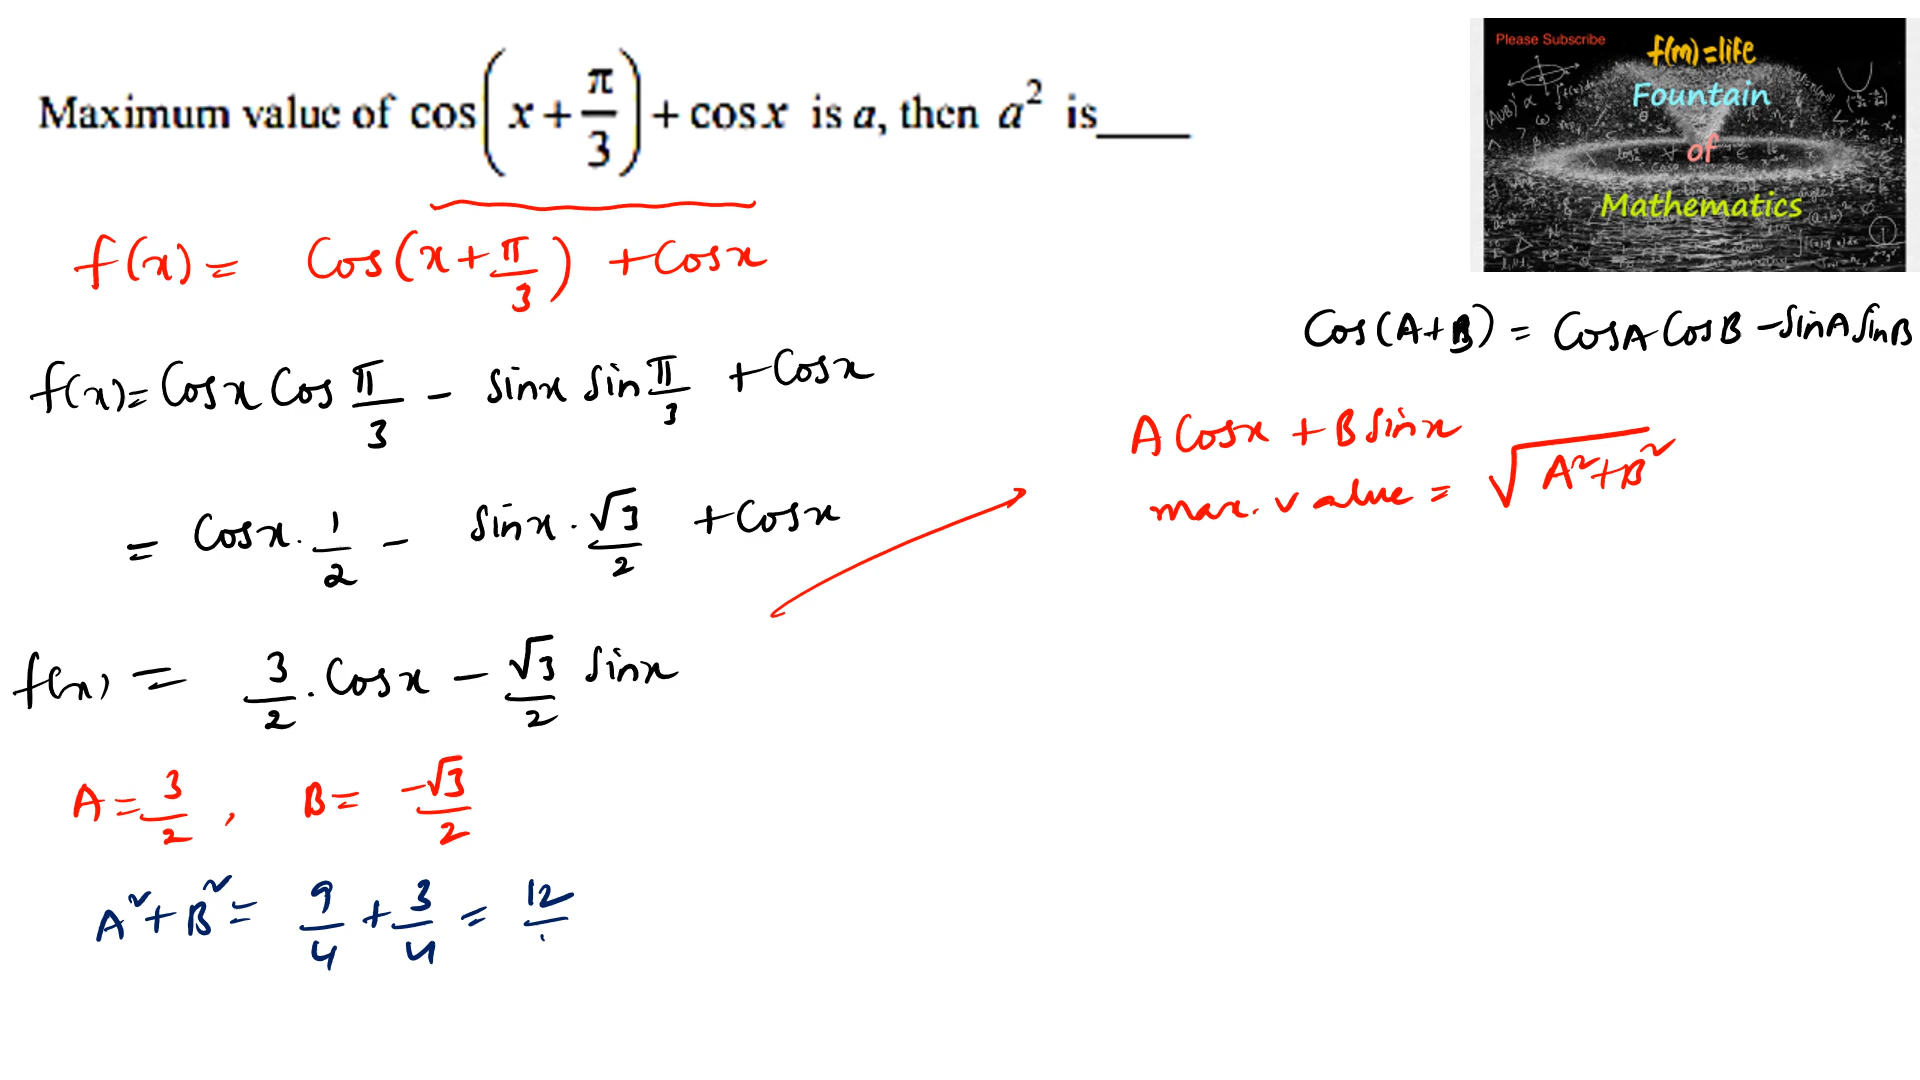 Maximum value of cos(x + π/3) + cos x is a, then a² is____
f(x) = Cos(x + π/3) + Cosx
f(x) = Cosx Cos π/3 - sinx sin π/3 + Cosx
= Cosx · 1/2 - sinx · √3/2 + Cosx
f(x) = 3/2 · Cosx - √3/2 sinx
A = 3/2 , B = -√3/2
A² + B² = 9/4 + 3/4 = 12/
Please Subscribe
f(m) = life
Fountain
of
Mathematics
Cos(A+B) = CosA CosB - sinA sinB
A Cosx + B sinx
max. value = √A²+B²